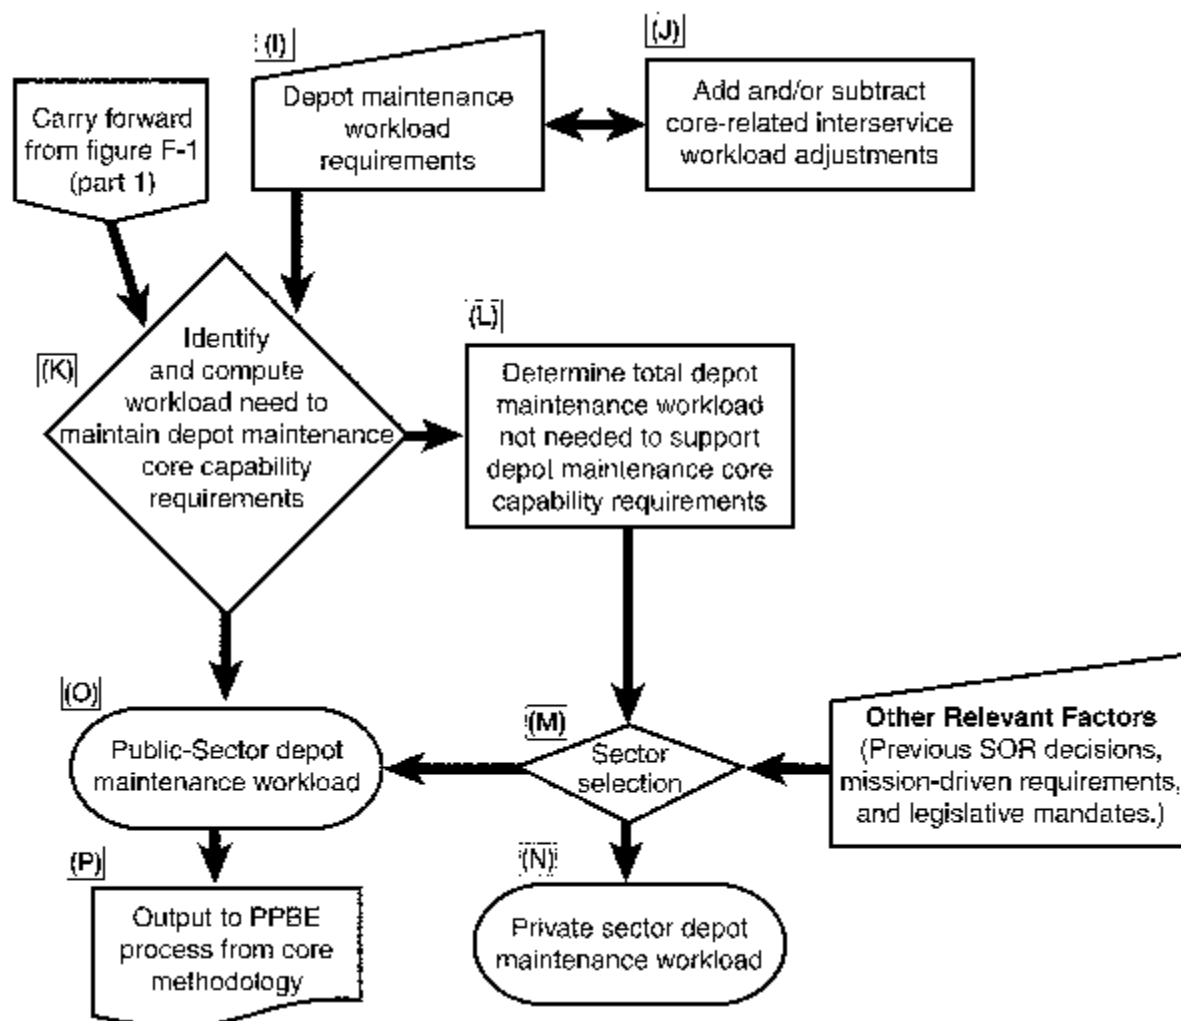 (I)
(J)
Carry forward
from figure F-1
(part 1)
Depot maintenance
workload
requirements
Add and/or subtract
core-related interservice
workload adjustments
(K)
Identify
and compute
workload need to
maintain depot maintenance
core capability
requirements
(L)
Determine total depot
maintenance workload
not needed to support
depot maintenance core
capability requirements
(O)
Public-Sector depot
maintenance workload
(M)
Sector
selection
Other Relevant Factors
(Previous SOR decisions,
mission-driven requirements,
and legislative mandates.)
(P)
Output to PPBE
process from core
methodology
(N)
Private sector depot
maintenance workload